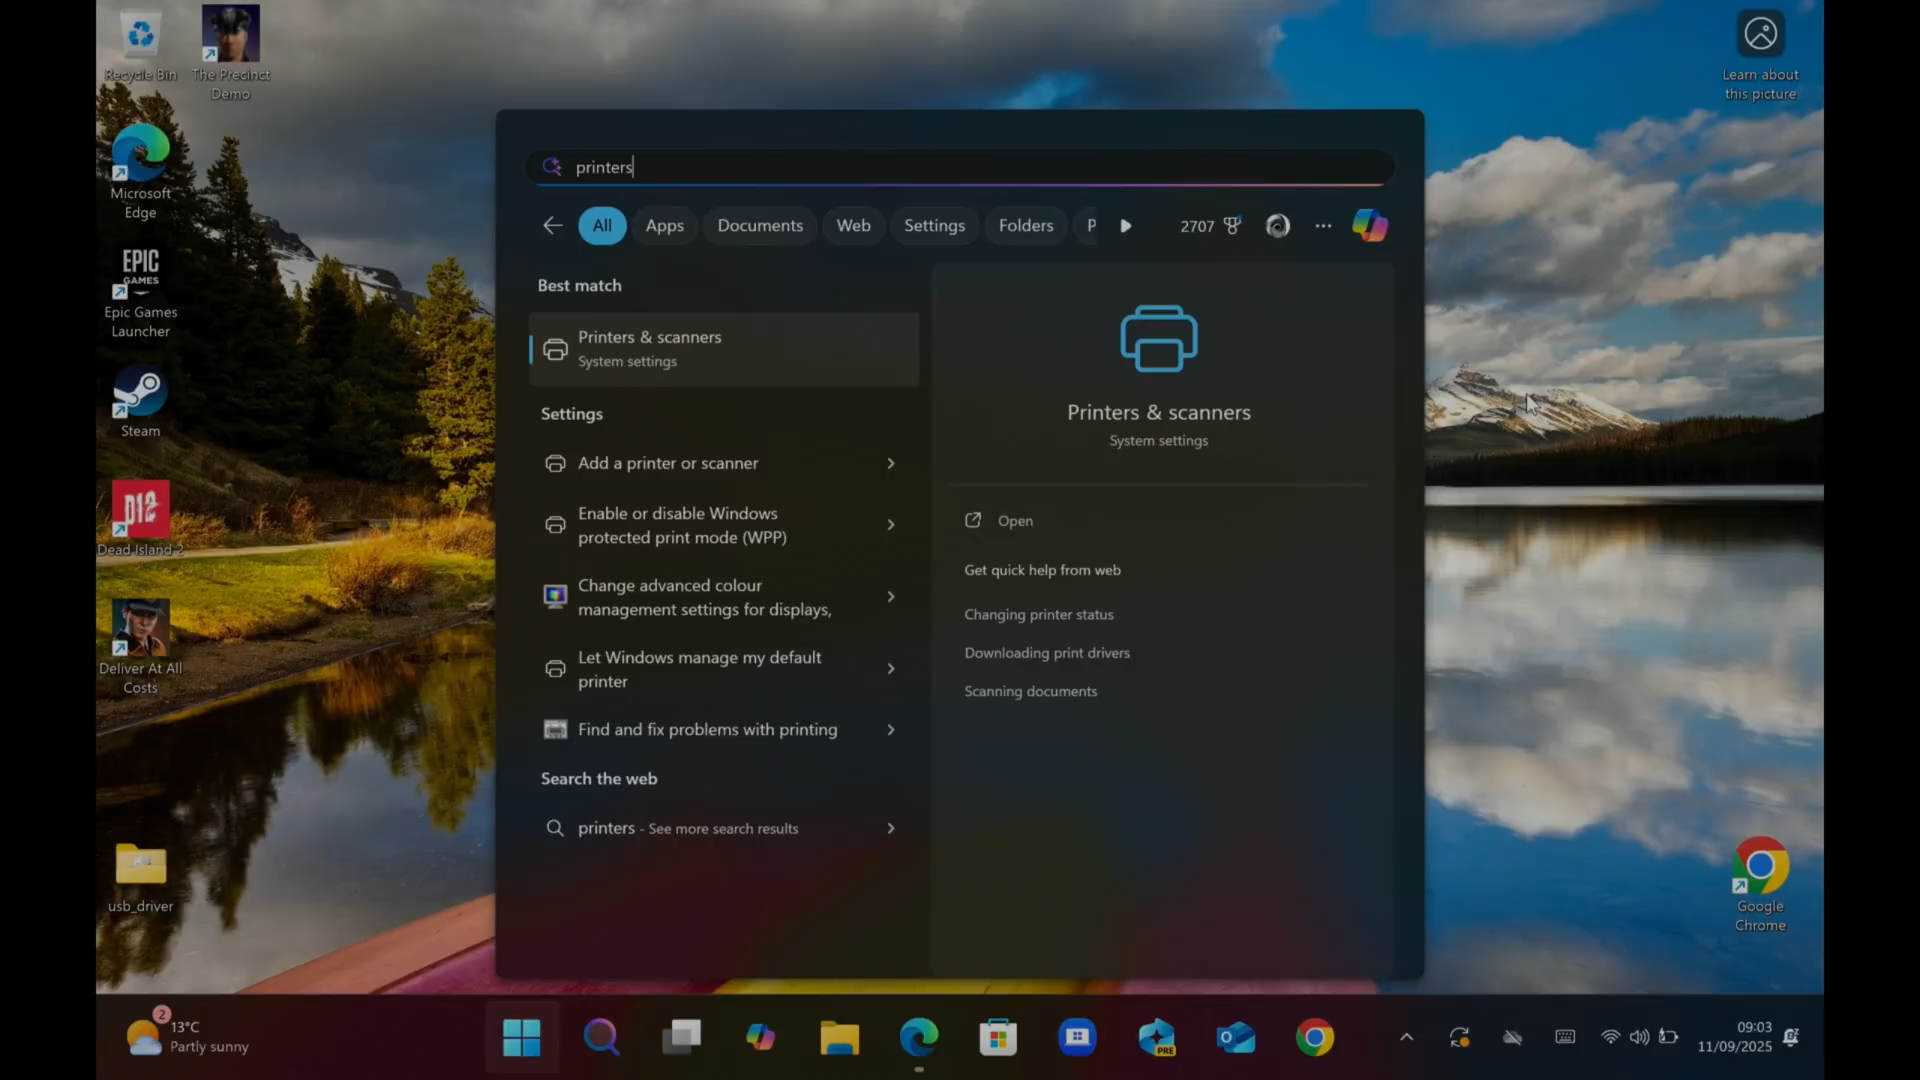 Recycle Bin
The Precinct
Demo
Microsoft
Edge
EPIC
GAMES
Epic Games
Launcher
Steam
Dead Island 2
Deliver At All
Costs
usb_driver
Learn about
this picture
Google
Chrome
printers
All
Apps
Documents
Web
Settings
Folders
P
2707
Best match
Printers & scanners
System settings
Settings
Add a printer or scanner
Enable or disable Windows
protected print mode (WPP)
Change advanced colour
management settings for displays,
Let Windows manage my default
printer
Find and fix problems with printing
Search the web
printers - See more search results
Printers & scanners
System settings
Open
Get quick help from web
Changing printer status
Downloading print drivers
Scanning documents
2
13°C
Partly sunny
PRE
09:03
11/09/2025